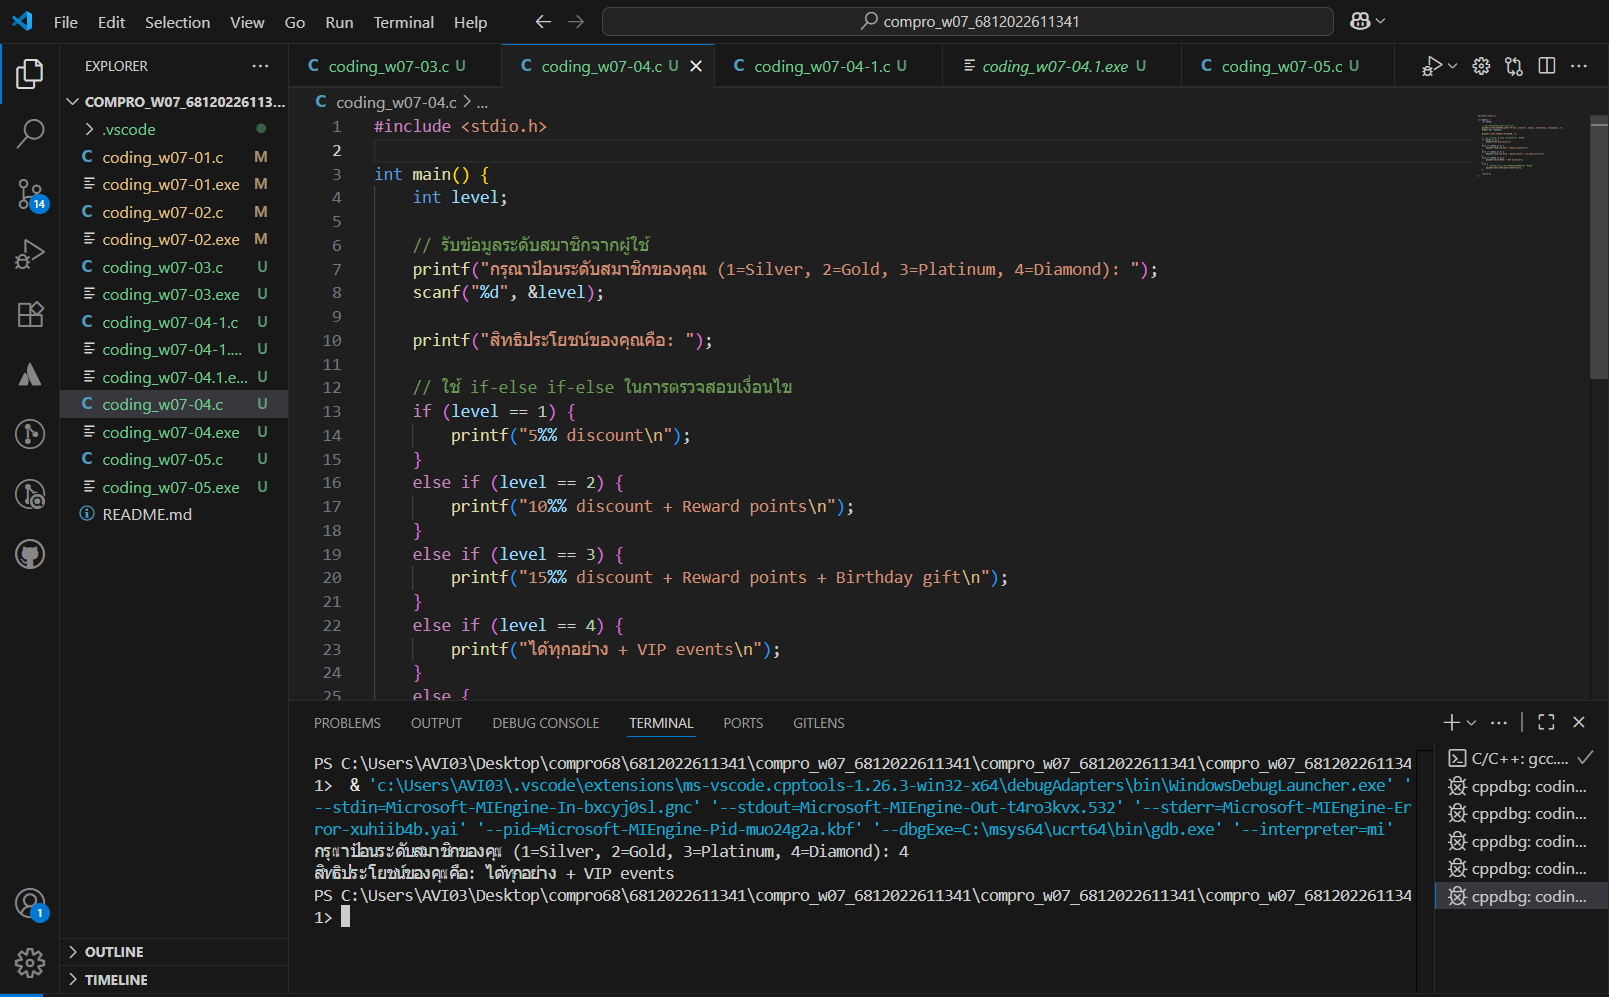 File Edit Selection View Go Run Terminal Help
compro_w07_6812022611341
EXPLORER
COMPRO_W07_68120226113...
.vscode
C coding_w07-01.c M
coding_w07-01.exe M
C coding_w07-02.c M
coding_w07-02.exe M
C coding_w07-03.c U
coding_w07-03.exe U
C coding_w07-04-1.c U
coding_w07-04-1.... U
coding_w07-04.1.e... U
C coding_w07-04.c U
coding_w07-04.exe U
C coding_w07-05.c U
coding_w07-05.exe U
README.md
14
1
OUTLINE
TIMELINE
C coding_w07-03.c U
C coding_w07-04.c U
C coding_w07-04-1.c U
coding_w07-04.1.exe U
C coding_w07-05.c U
C coding_w07-04.c > ...
1 #include <stdio.h>
2
3 int main() {
4 int level;
5
6 // รับข้อมูลระดับสมาชิกจากผู้ใช้
7 printf("กรุณาป้อนระดับสมาชิกของคุณ (1=Silver, 2=Gold, 3=Platinum, 4=Diamond): ");
8 scanf("%d", &level);
9
10 printf("สิทธิประโยชน์ของคุณคือ: ");
11
12 // ใช้ if-else if-else ในการตรวจสอบเงื่อนไข
13 if (level == 1) {
14 printf("5%% discount\n");
15 }
16 else if (level == 2) {
17 printf("10%% discount + Reward points\n");
18 }
19 else if (level == 3) {
20 printf("15%% discount + Reward points + Birthday gift\n");
21 }
22 else if (level == 4) {
23 printf("ได้ทุกอย่าง + VIP events\n");
24 }
25 else {
PROBLEMS OUTPUT DEBUG CONSOLE TERMINAL PORTS GITLENS
PS C:\Users\AVI03\Desktop\compro68\6812022611341\compro_w07_6812022611341\compro_w07_6812022611341\compro_w07_681202261134
1> & 'c:\Users\AVI03\.vscode\extensions\ms-vscode.cpptools-1.26.3-win32-x64\debugAdapters\bin\WindowsDebugLauncher.exe' '
--stdin=Microsoft-MIEngine-In-bxcyj0sl.gnc' '--stdout=Microsoft-MIEngine-Out-t4ro3kvx.532' '--stderr=Microsoft-MIEngine-Er
ror-xuhiib4b.yai' '--pid=Microsoft-MIEngine-Pid-muo24g2a.kbf' '--dbgExe=C:\msys64\ucrt64\bin\gdb.exe' '--interpreter=mi'
กรุณาป้อนระดับสมาชิกของคุณ (1=Silver, 2=Gold, 3=Platinum, 4=Diamond): 4
สิทธิประโยชน์ของคุณคือ: ได้ทุกอย่าง + VIP events
PS C:\Users\AVI03\Desktop\compro68\6812022611341\compro_w07_6812022611341\compro_w07_6812022611341\compro_w07_681202261134
1>
C/C++: gcc....
cppdbg: codin...
cppdbg: codin...
cppdbg: codin...
cppdbg: codin...
cppdbg: codin...